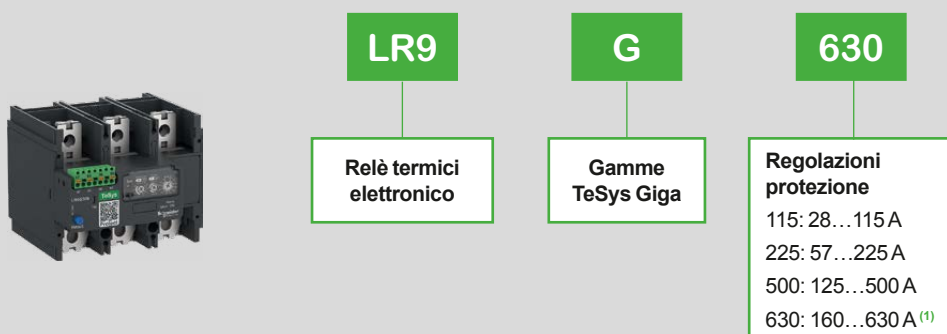 LR9
G
630
Relè termici
elettronico
Gamme
TeSys Giga
Regolazioni
protezione
115: 28…115 A
225: 57…225 A
500: 125…500 A
630: 160…630 A (1)
TeSys